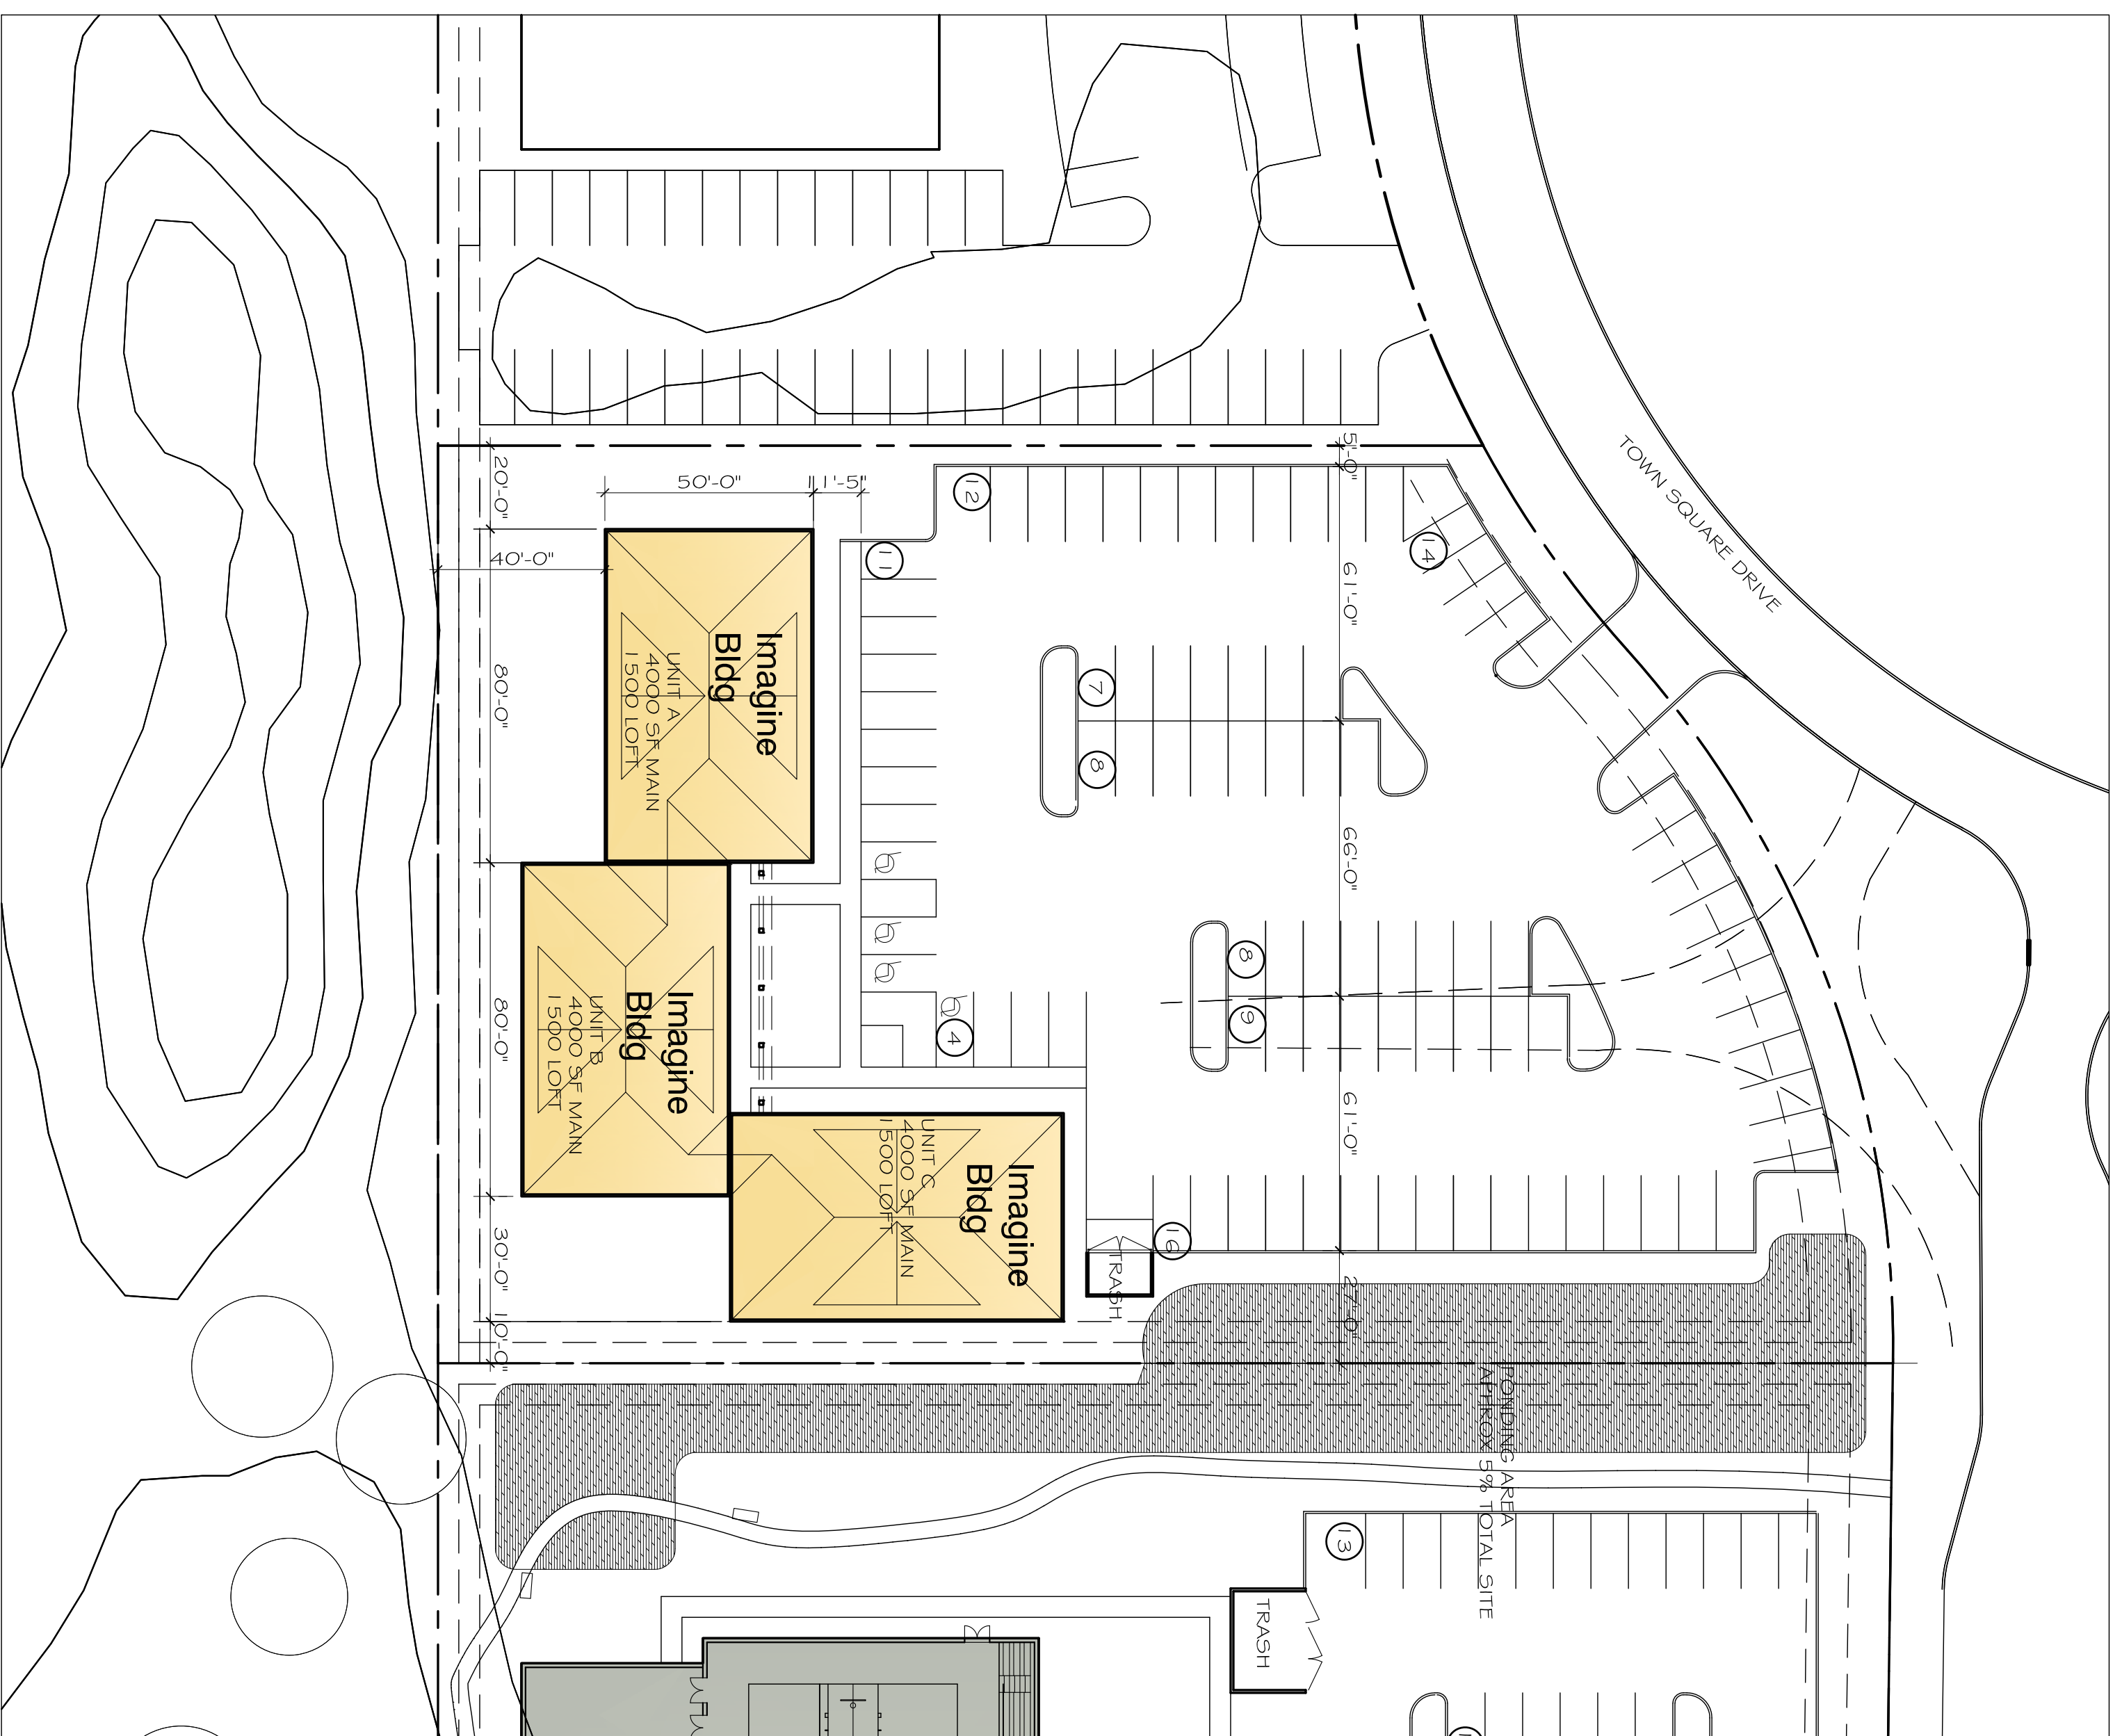 TOWN SQUARE DRIVE
5'-0"
20'-0"
50'-0"
11'-5"
12
14
11
40'-0"
61'-0"
7
8
Imagine
Bldg
UNIT A
4000 SF MAIN
1500 LOFT
80'-0"
66'-0"
8
9
4
Imagine
Bldg
UNIT B
4000 SF MAIN
1500 LOFT
80'-0"
61'-0"
Imagine
Bldg
UNIT C
4000 SF MAIN
1500 LOFT
16
TRASH
30'-0"
27'-0"
10'-0"
PONDING AREA
APPROX 5% TOTAL SITE
13
TRASH